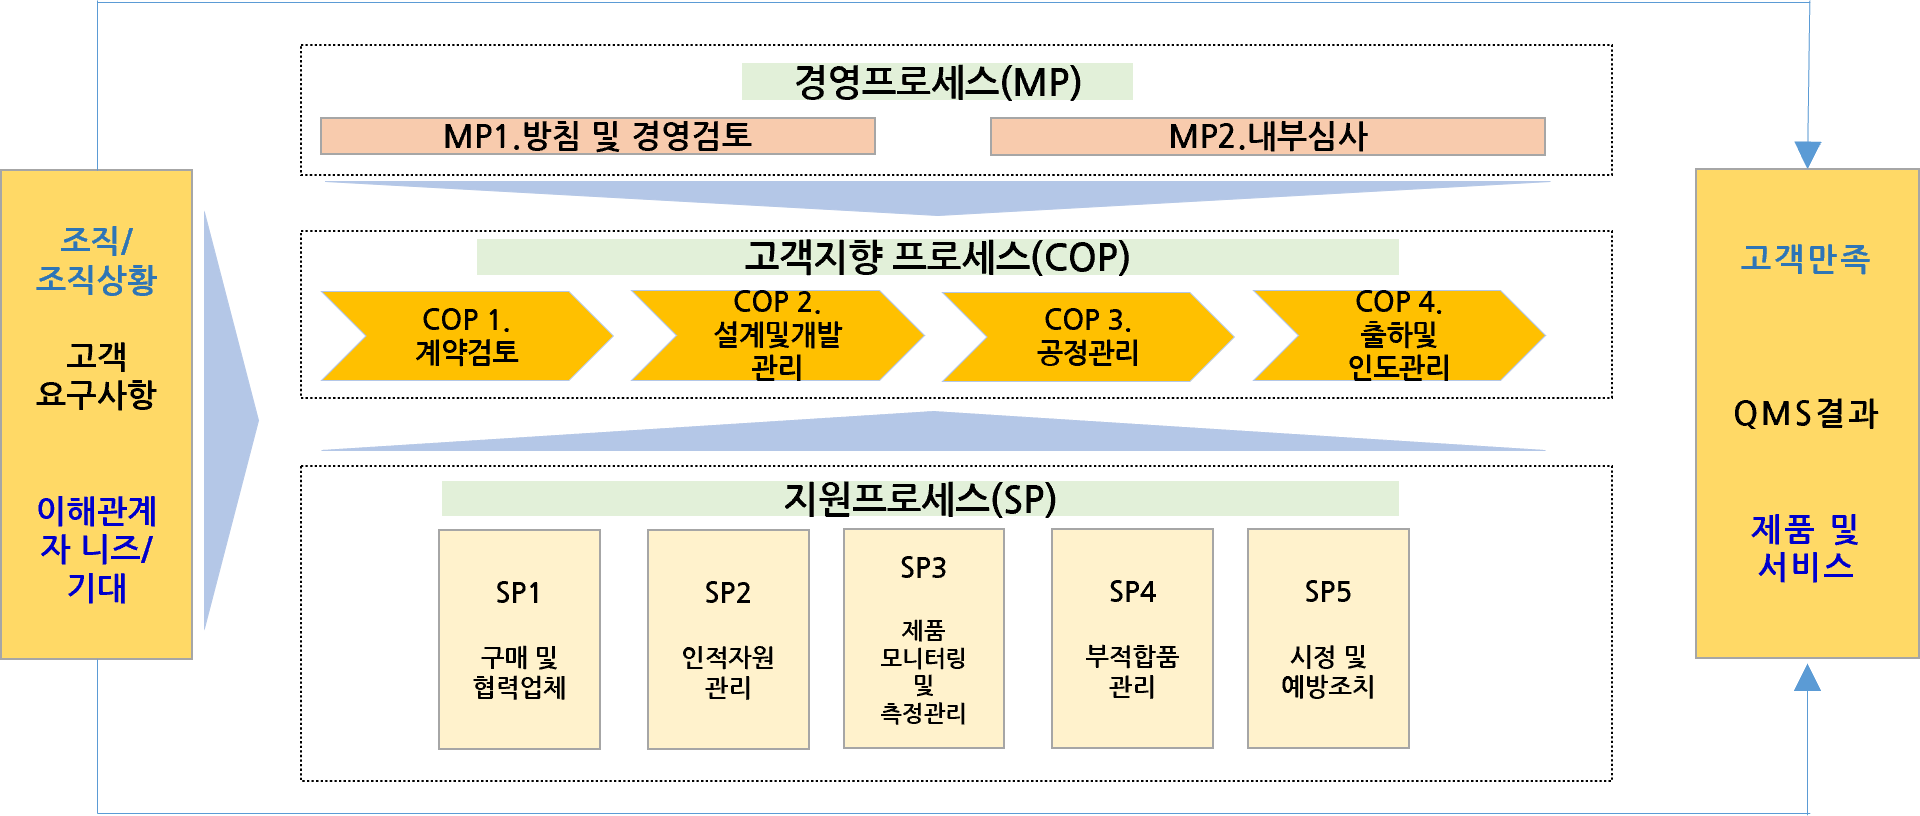 경영프로세스(MP)
MP1.방침 및 경영검토
MP2.내부심사
조직/
조직상황
고객
요구사항
이해관계
자 니즈/
기대
고객지향 프로세스(COP)
COP 1.
계약검토
COP 2.
설계및개발
관리
COP 3.
공정관리
COP 4.
출하및
인도관리
지원프로세스(SP)
SP1
구매 및
협력업체
SP2
인적자원
관리
SP3
제품
모니터링
및
측정관리
SP4
부적합품
관리
SP5
시정 및
예방조치
고객만족
QMS결과
제품 및
서비스